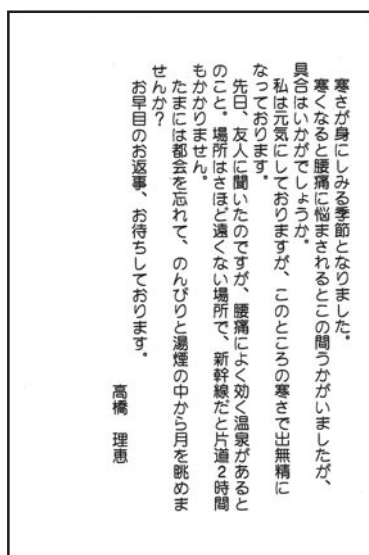 寒さが身にしみる季節となりました。
寒くなると腰痛に悩まされるとこの間うかがいましたが、
具合はいかがでしょうか。
私は元気にしておりますが、このところの寒さで出無精に
なっております。
先日、友人に聞いたのですが、腰痛によく効く温泉があると
のこと。場所はさほど遠くない場所で、新幹線だと片道2時間
もかかりません。
たまには都会を忘れて、のんびりと湯煙の中から月を眺めま
せんか？
お早目のお返事、お待ちしております。
高橋　理恵